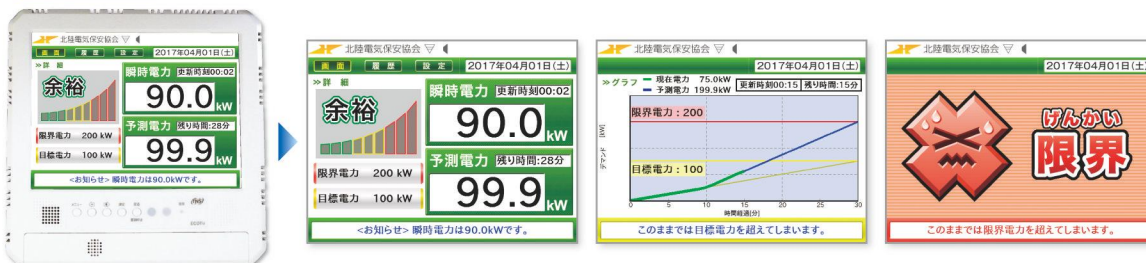 北陸電気保安協会
画面 履歴 設定 2017年04月01日(土)
≫詳細
余裕
瞬時電力 更新時刻00:02
90.0kW
予測電力 残り時間:28分
99.9kW
限界電力 200 kW
目標電力 100 kW
<お知らせ> 瞬時電力は90.0kWです。
北陸電気保安協会
画面 履歴 設定 2017年04月01日(土)
≫詳細
余裕
瞬時電力 更新時刻00:02
90.0kW
予測電力 残り時間:28分
99.9kW
限界電力 200 kW
目標電力 100 kW
<お知らせ> 瞬時電力は90.0kWです。
北陸電気保安協会
2017年04月01日(土)
≫グラフ
現在電力 75.0kW
予測電力 199.9kW
更新時刻00:15 残り時間:15分
限界電力:200
目標電力:100
デマンド [kW]
0 5 10 15 20 25 30
時間経過[分]
このままでは目標電力を超えてしまいます。
北陸電気保安協会
2017年04月01日(土)
げんかい
限界
このままでは限界電力を超えてしまいます。